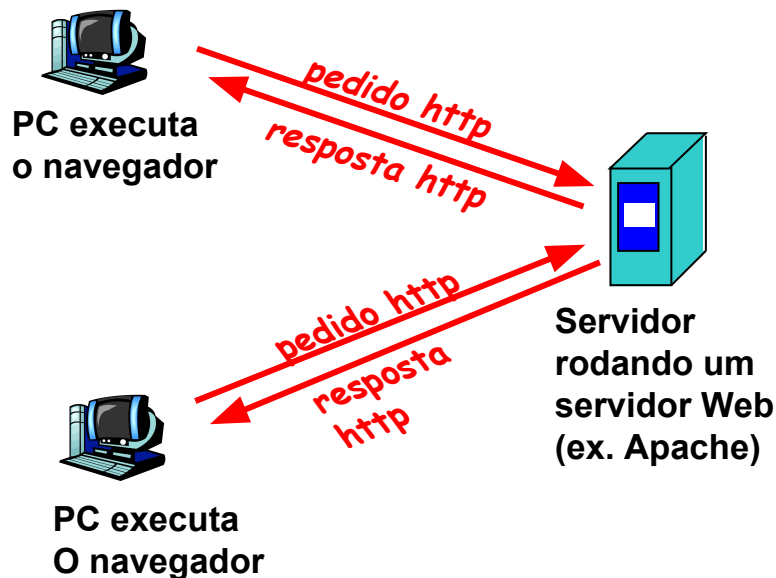 pedido http
PC executa
o navegador
resposta http
pedido http
Servidor
rodando um
servidor Web
(ex. Apache)
resposta
http
PC executa
O navegador